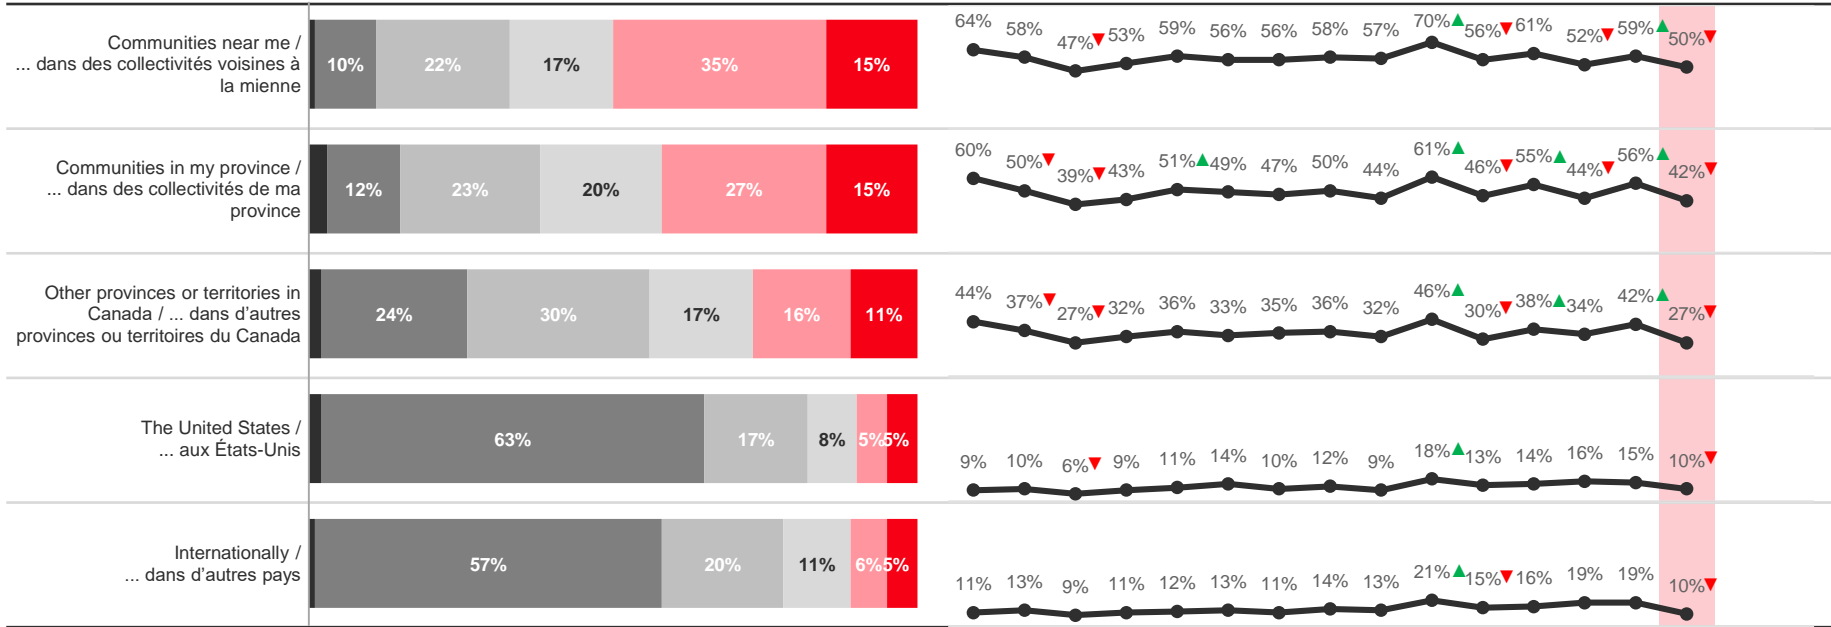 Communities near me /
... dans des collectivités voisines à
la mienne
10% 22% 17% 35% 15%
64% 58% 47%▼ 53% 59% 56% 56% 58% 57% 70%▲ 56%▼ 61% 52%▼ 59%▲ 50%▼
Communities in my province /
... dans des collectivités de ma
province
12% 23% 20% 27% 15%
60% 50%▼ 39%▼ 43% 51%▲ 49% 47% 50% 44% 61%▲ 46%▼ 55%▲ 44%▼ 56%▲ 42%▼
Other provinces or territories in
Canada / ... dans d'autres
provinces ou territoires du Canada
24% 30% 17% 16% 11%
44% 37%▼ 27%▼ 32% 36% 33% 35% 36% 32% 46%▲ 30%▼ 38%▲ 34% 42%▲ 27%▼
The United States /
... aux États-Unis
63% 17% 8% 5% 5%
9% 10% 6%▼ 9% 11% 14% 10% 12% 9% 18%▲ 13% 14% 16% 15% 10%▼
Internationally /
... dans d'autres pays
57% 20% 11% 6% 5%
11% 13% 9% 11% 12% 13% 11% 14% 13% 21%▲ 15%▼ 16% 19% 19% 10%▼